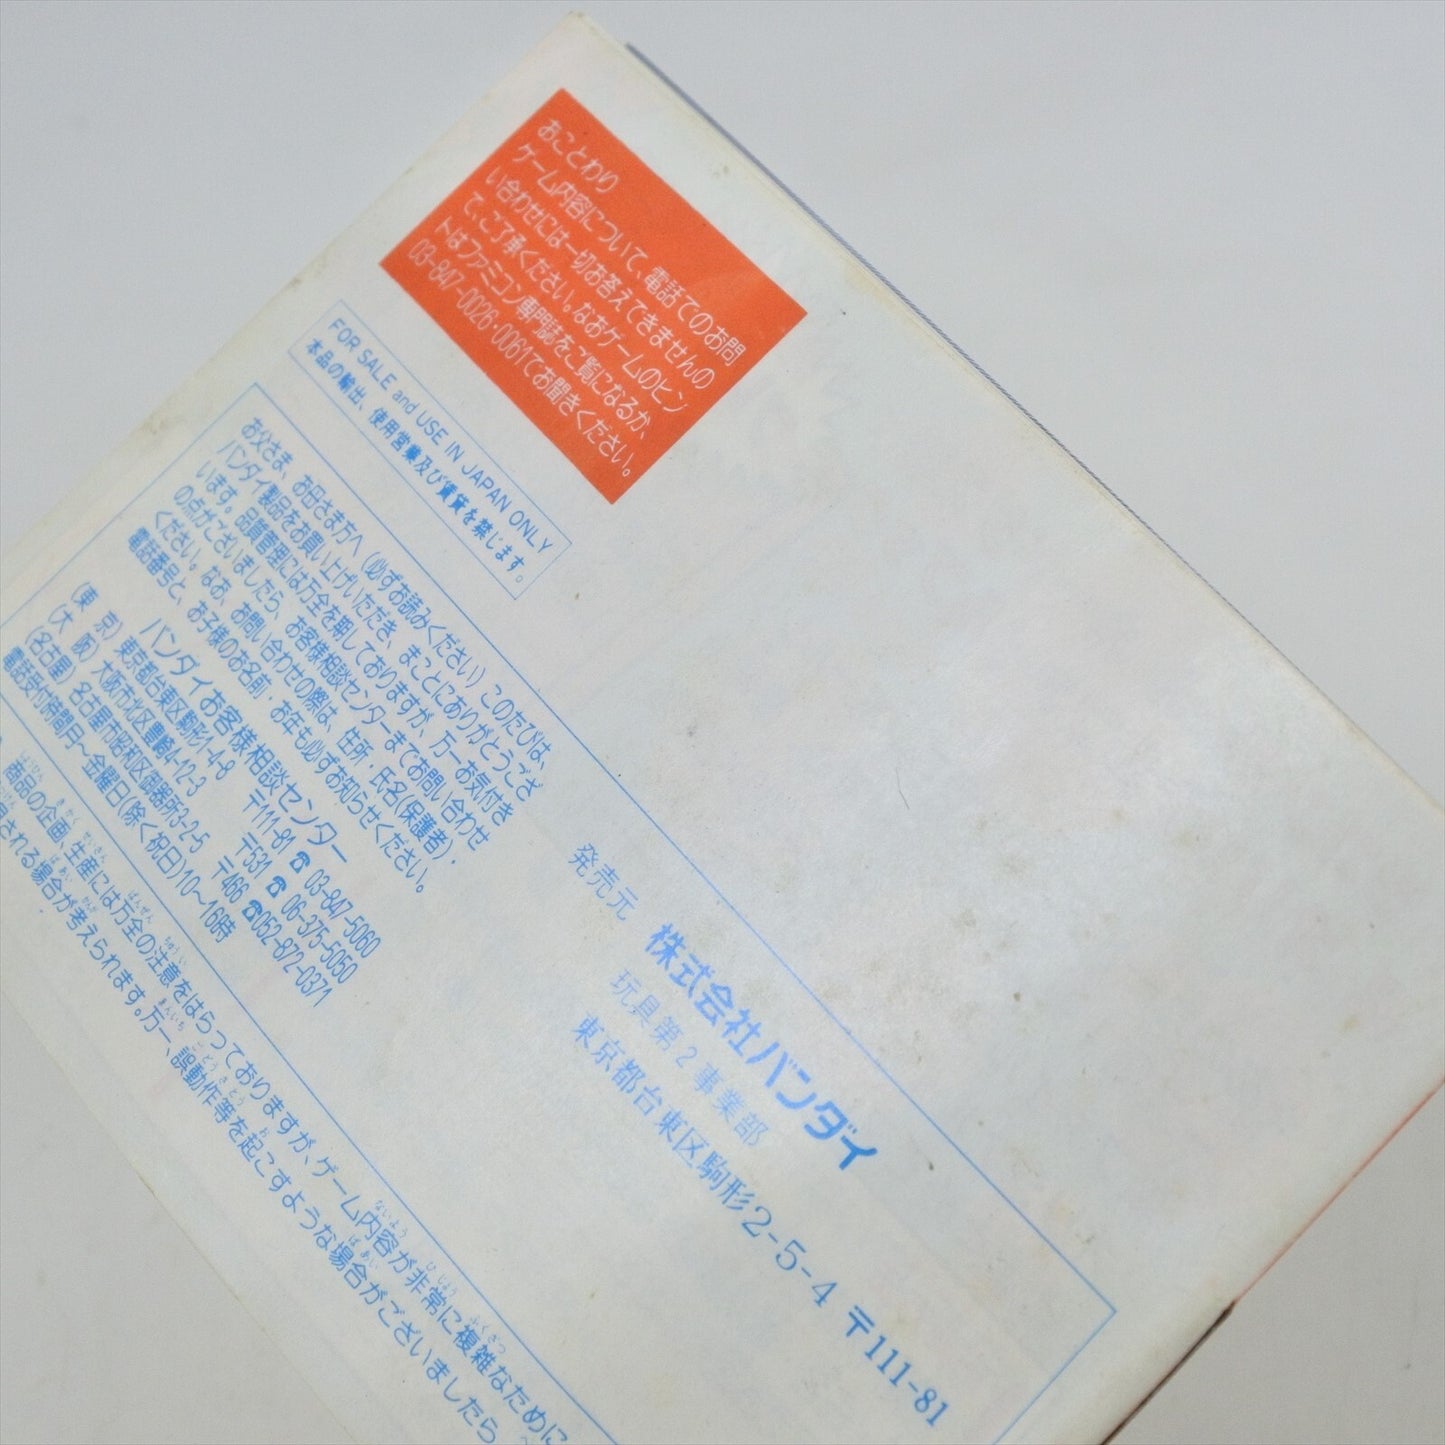 おことわり
ゲーム内容について、電話でのお問
い合わせには一切お答えできませんの
で、ご了承ください。なおゲームのヒン
トはファミコン専門誌をご覧になるか、
03-847-0026・0061でお聞きください。
FOR SALE and USE IN JAPAN ONLY
本品の輸出、使用営業及び賃貸を禁じます。
お父さま、お母さま方へ(必ずお読みください)このたびは、
バンダイ製品をお買い上げいただき、まことにありがとうござ
います。品質管理には万全を期しておりますが、万一お気付き
の点がございましたら、お客様相談センターまでお問い合わせ
ください。なお、お問い合わせの際は、住所・氏名(保護者)・
電話番号と、お子様のお名前・お年も必ずお知らせください。
バンダイお客様相談センター
(東 京)東京都台東区駒形1-4-8 〒111-81 ☎ 03-847-5060
(大 阪)大阪市北区豊崎4-12-3 〒531 ☎ 06-375-5050
(名古屋)名古屋市昭和区御器所3-2-5 〒466 ☎052-872-0371
電話受付時間月〜金曜日(除く祝日)10〜16時
商品の企画、生産には万全の注意をはらっておりますが、ゲーム内容が非常に複雑なために
される場合が考えられます。万一、誤動作等を起こすような場合がございましたら
発売元 株式会社バンダイ
玩具第2事業部
東京都台東区駒形2-5-4 〒111-81